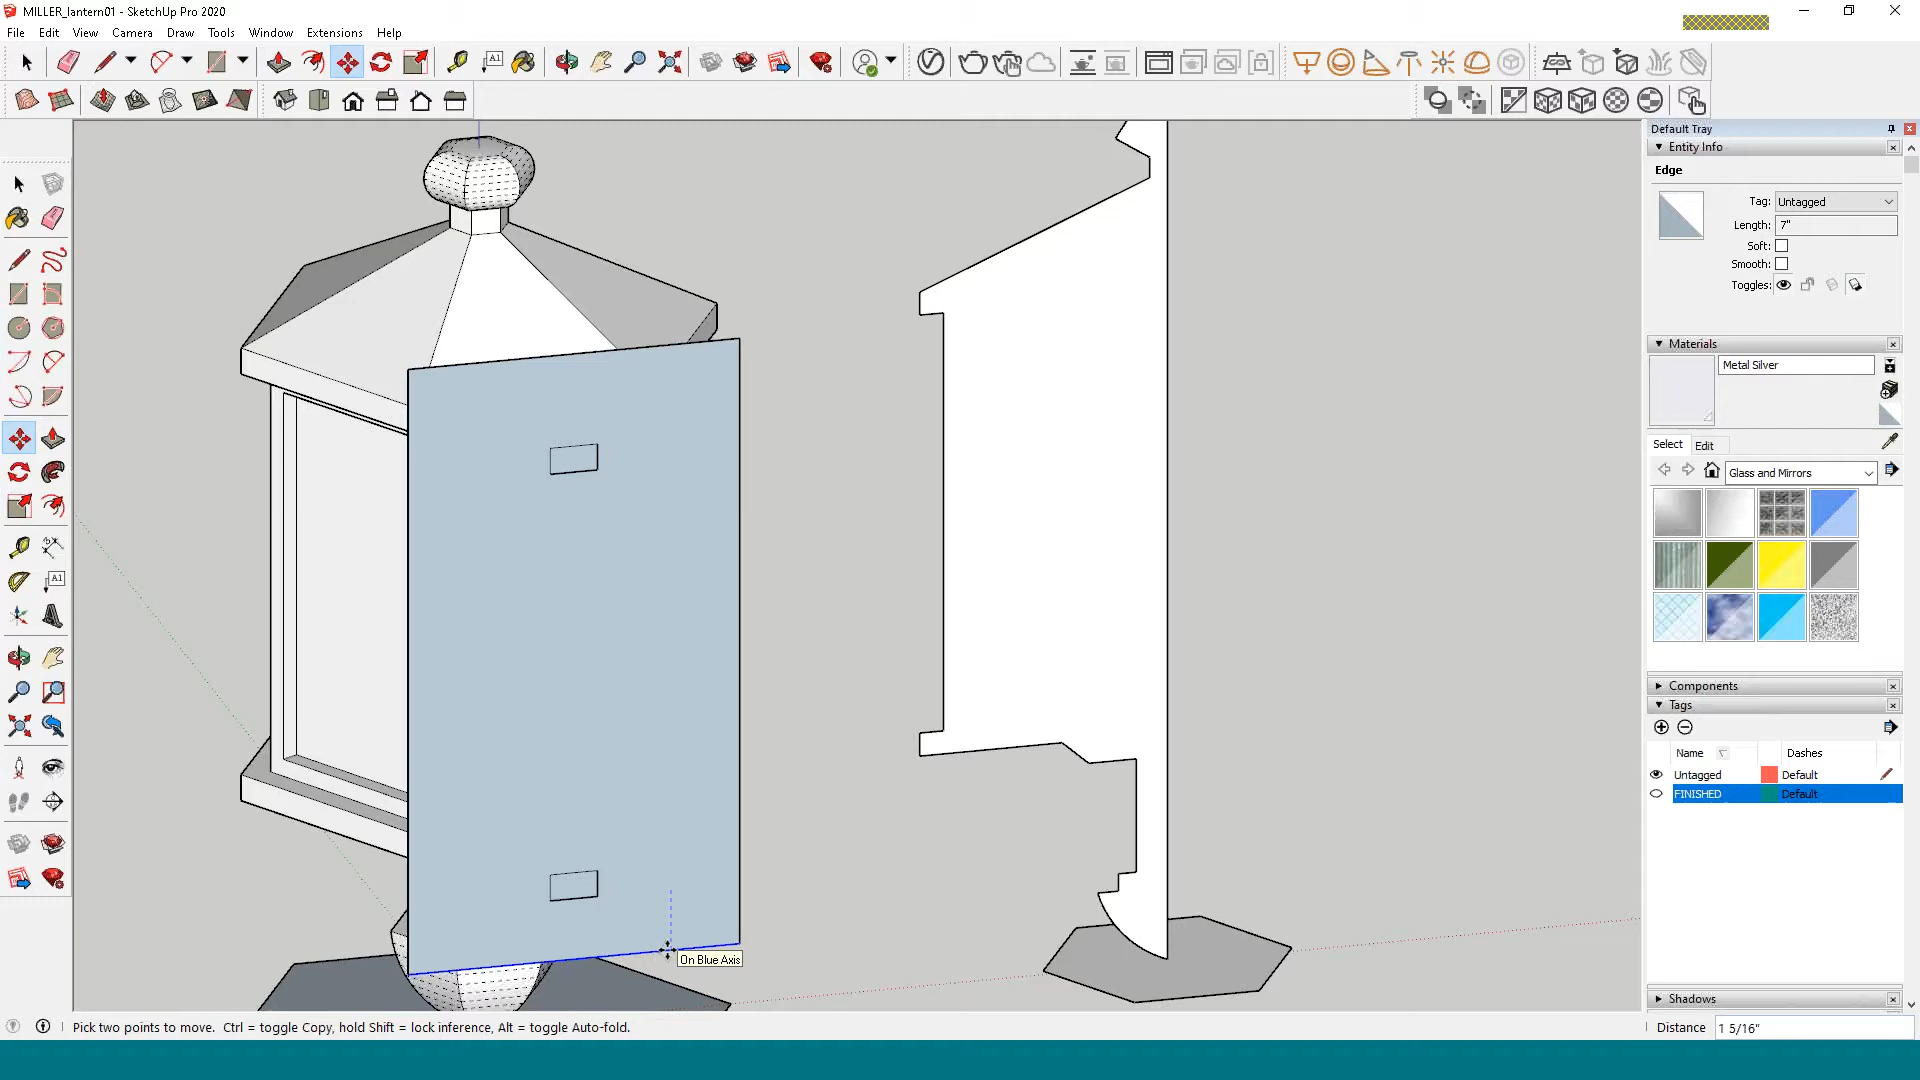 MILLER_lantern01 - SketchUp Pro 2020
File Edit View Camera Draw Tools Window Extensions Help
A1
Default Tray
Entity Info
Edge
Tag: Untagged
Length: 7"
Soft:
Smooth:
Toggles:
Materials
Metal Silver
Select Edit
Glass and Mirrors
A1
Components
Tags
Name Dashes
Untagged Default
FINISHED Default
On Blue Axis
Shadows
Pick two points to move. Ctrl = toggle Copy, hold Shift = lock inference, Alt = toggle Auto-fold.
Distance 1 5/16"